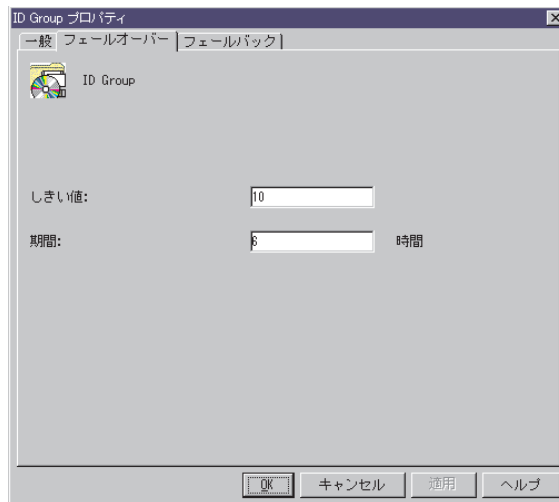 ID Group プロパティ
一般 フェールオーバー フェールバック
ID Group
しきい値: 10
期間: 6 時間
OK キャンセル 適用 ヘルプ